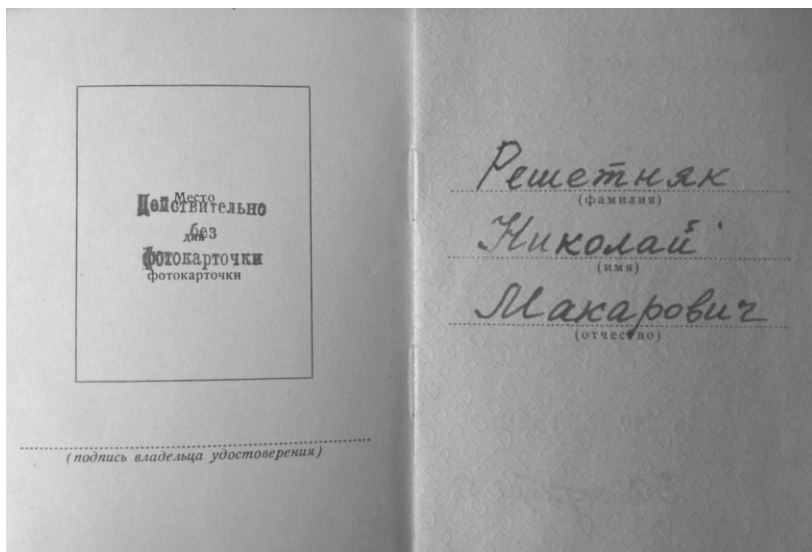 Место
Действительно
для
без
Фотокарточки
фотокарточки
(подпись владельца удостоверения)
Решетняк
(фамилия)
Николай
(имя)
Макарович
(отчество)